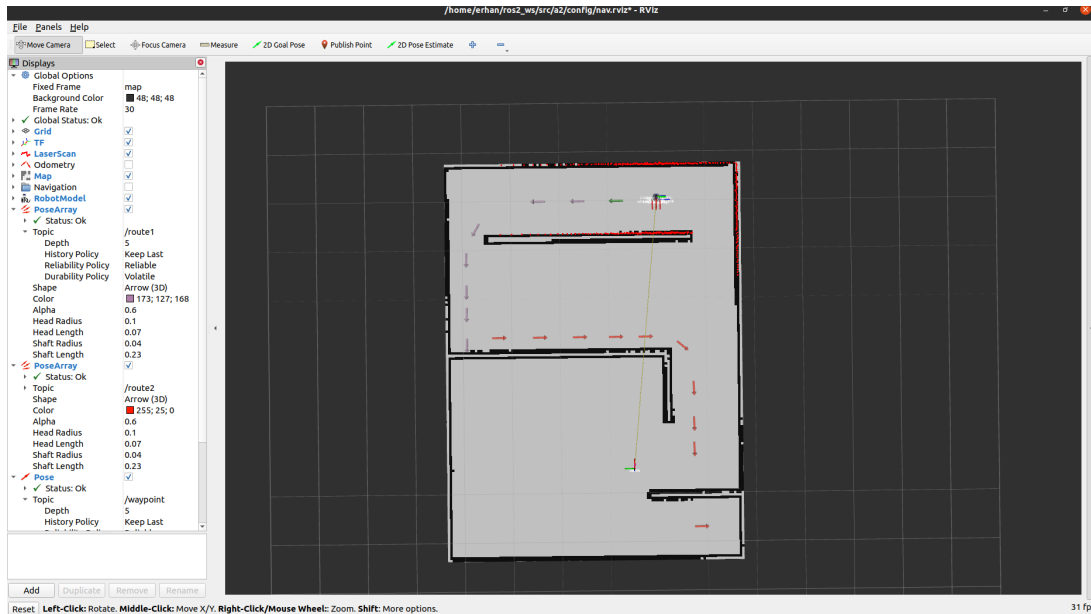 /home/erhan/ros2_ws/src/a2/config/nav.rviz* - RViz
File Panels Help
Move Camera Select Focus Camera Measure 2D Goal Pose Publish Point 2D Pose Estimate
Displays
Global Options
Fixed Frame map
Background Color 48; 48; 48
Frame Rate 30
Global Status: Ok
Grid
TF
LaserScan
Odometry
Map
Navigation
RobotModel
PoseArray
Status: Ok
Topic /route1
Depth 5
History Policy Keep Last
Reliability Policy Reliable
Durability Policy Volatile
Shape Arrow (3D)
Color 173; 127; 168
Alpha 0.6
Head Radius 0.1
Head Length 0.07
Shaft Radius 0.04
Shaft Length 0.23
PoseArray
Status: Ok
Topic /route2
Shape Arrow (3D)
Color 255; 25; 0
Alpha 0.6
Head Radius 0.1
Head Length 0.07
Shaft Radius 0.04
Shaft Length 0.23
Pose
Status: Ok
Topic /waypoint
Depth 5
History Policy Keep Last
Add Duplicate Remove Rename
Reset Left-Click: Rotate. Middle-Click: Move X/Y. Right-Click/Mouse Wheel:: Zoom. Shift: More options. 31